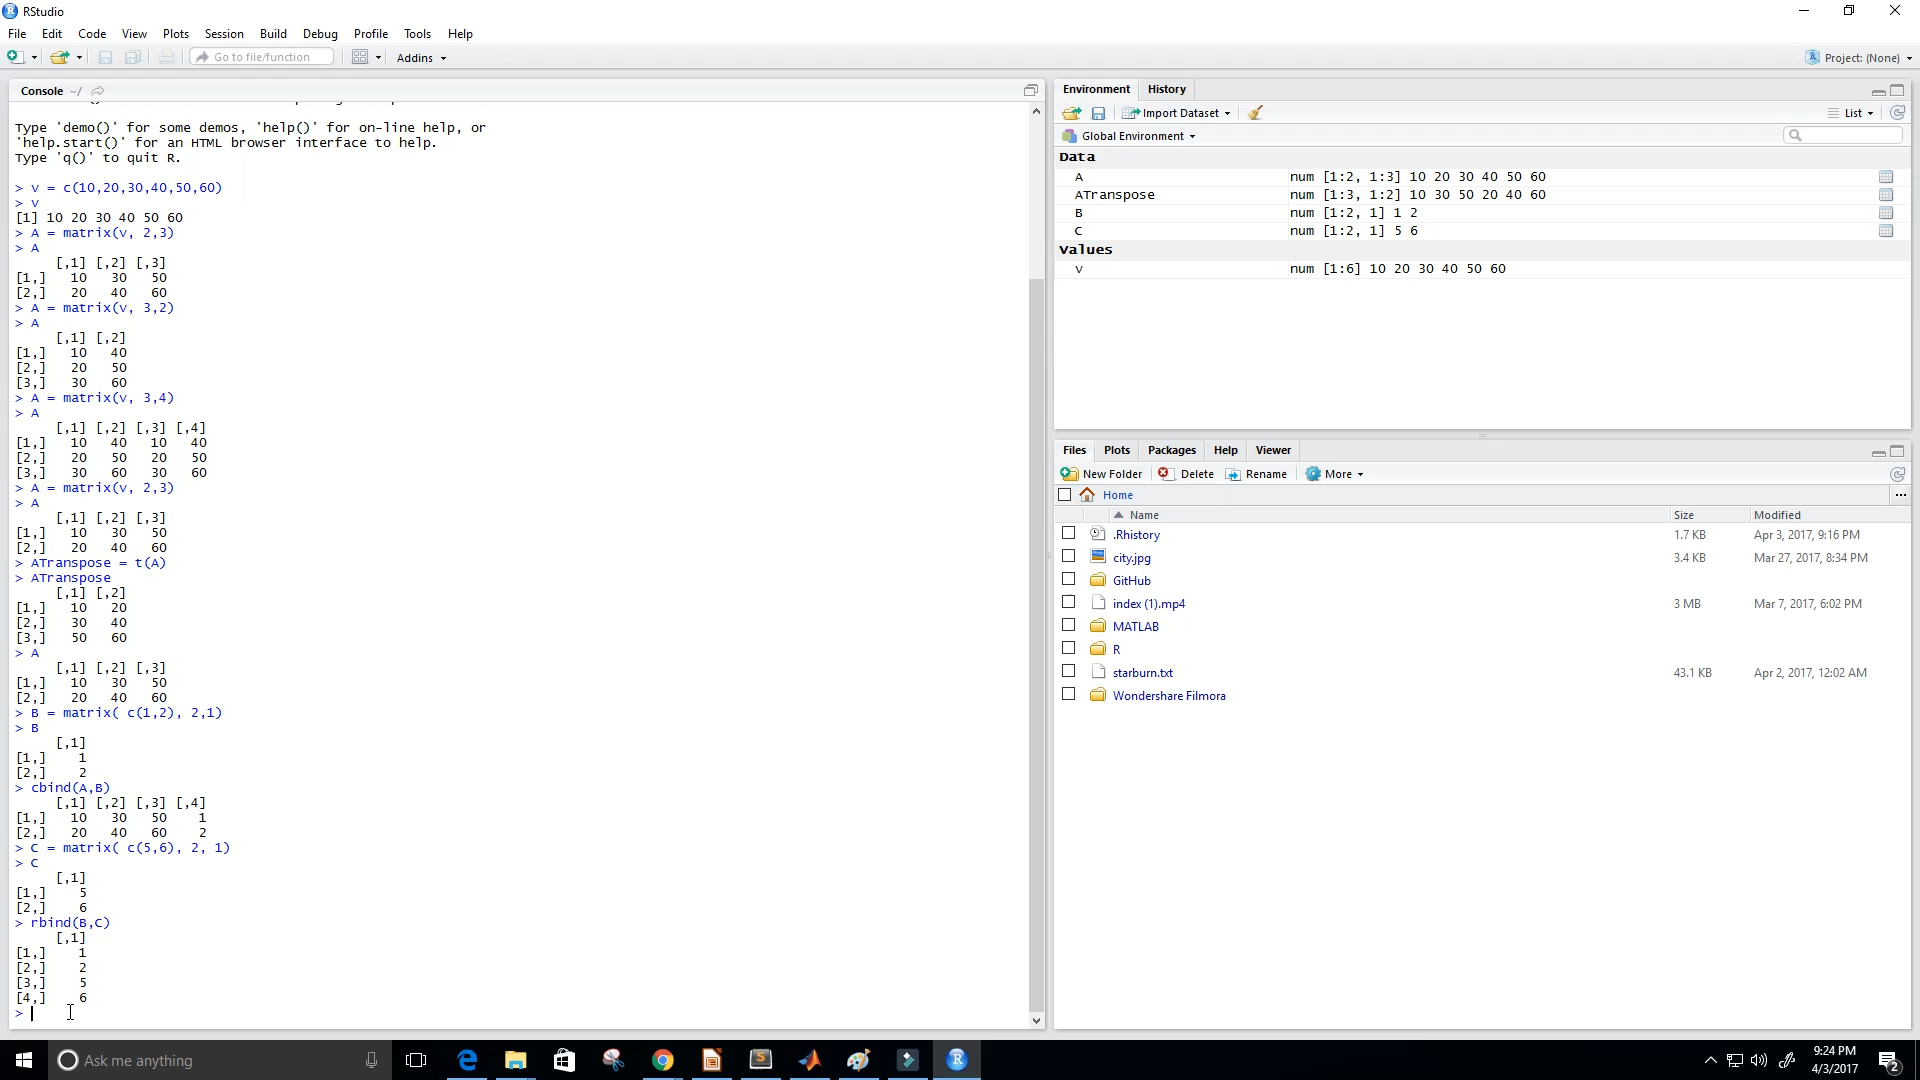 RStudio
File Edit Code View Plots Session Build Debug Profile Tools Help
Go to file/function Addins Project: (None)
Console ~/
Type 'demo()' for some demos, 'help()' for on-line help, or
'help.start()' for an HTML browser interface to help.
Type 'q()' to quit R.
> v = c(10,20,30,40,50,60)
> v
[1] 10 20 30 40 50 60
> A = matrix(v, 2,3)
> A
[,1] [,2] [,3]
[1,] 10 30 50
[2,] 20 40 60
> A = matrix(v, 3,2)
> A
[,1] [,2]
[1,] 10 40
[2,] 20 50
[3,] 30 60
> A = matrix(v, 3,4)
> A
[,1] [,2] [,3] [,4]
[1,] 10 40 10 40
[2,] 20 50 20 50
[3,] 30 60 30 60
> A = matrix(v, 2,3)
> A
[,1] [,2] [,3]
[1,] 10 30 50
[2,] 20 40 60
> ATranspose = t(A)
> ATranspose
[,1] [,2]
[1,] 10 20
[2,] 30 40
[3,] 50 60
> A
[,1] [,2] [,3]
[1,] 10 30 50
[2,] 20 40 60
> B = matrix( c(1,2), 2,1)
> B
[,1]
[1,] 1
[2,] 2
> cbind(A,B)
[,1] [,2] [,3] [,4]
[1,] 10 30 50 1
[2,] 20 40 60 2
> C = matrix( c(5,6), 2, 1)
> C
[,1]
[1,] 5
[2,] 6
> rbind(B,C)
[,1]
[1,] 1
[2,] 2
[3,] 5
[4,] 6
>
Environment History
Import Dataset List
Global Environment
Data
A num [1:2, 1:3] 10 20 30 40 50 60
ATranspose num [1:3, 1:2] 10 30 50 20 40 60
B num [1:2, 1] 1 2
C num [1:2, 1] 5 6
Values
v num [1:6] 10 20 30 40 50 60
Files Plots Packages Help Viewer
New Folder Delete Rename More
Home ...
Name Size Modified
.Rhistory 1.7 KB Apr 3, 2017, 9:16 PM
city.jpg 3.4 KB Mar 27, 2017, 8:34 PM
GitHub
index (1).mp4 3 MB Mar 7, 2017, 6:02 PM
MATLAB
R
starburn.txt 43.1 KB Apr 2, 2017, 12:02 AM
Wondershare Filmora
Ask me anything
9:24 PM
4/3/2017
2